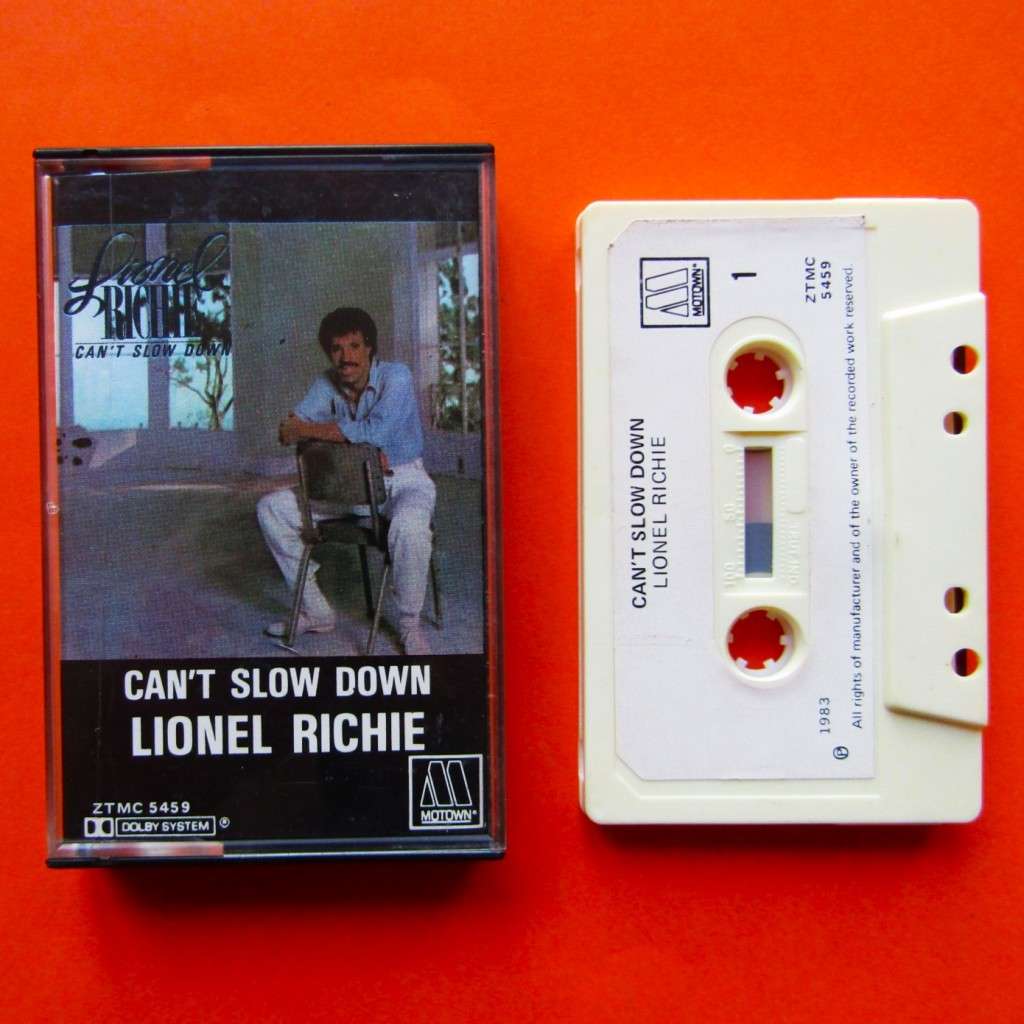 Lionel
RICHIE
CAN'T SLOW DOWN
CAN'T SLOW DOWN
LIONEL RICHIE
ZTMC 5459
DOLBY SYSTEM ®
MOTOWN®
MOTOWN®
1
ZTMC
5459
CAN'T SLOW DOWN
LIONEL RICHIE
℗ 1983
All rights of manufacturer and of the owner of the recorded work reserved.